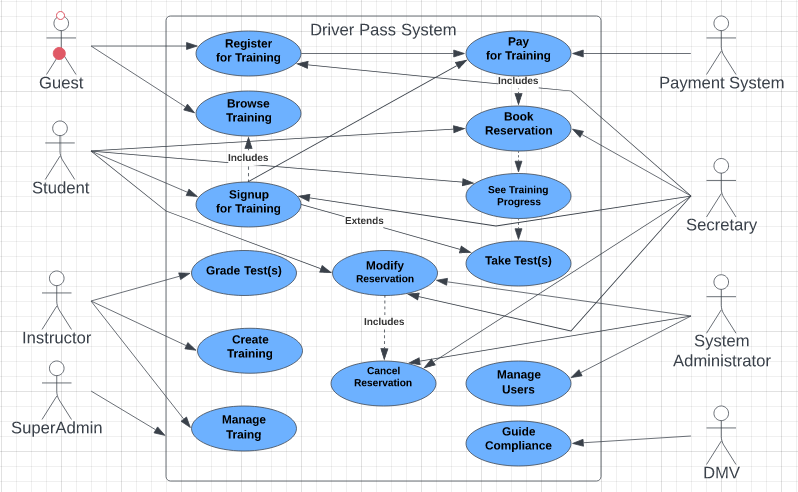 Driver Pass System
Register
for Training
Pay
for Training
Guest
Payment System
Includes
Browse
Training
Book
Reservation
Includes
Student
Signup
for Training
See Training
Progress
Secretary
Extends
Grade Test(s)
Modify
Reservation
Take Test(s)
Instructor
Includes
Create
Training
System
Administrator
Cancel
Reservation
Manage
Users
SuperAdmin
Manage
Traing
Guide
Compliance
DMV